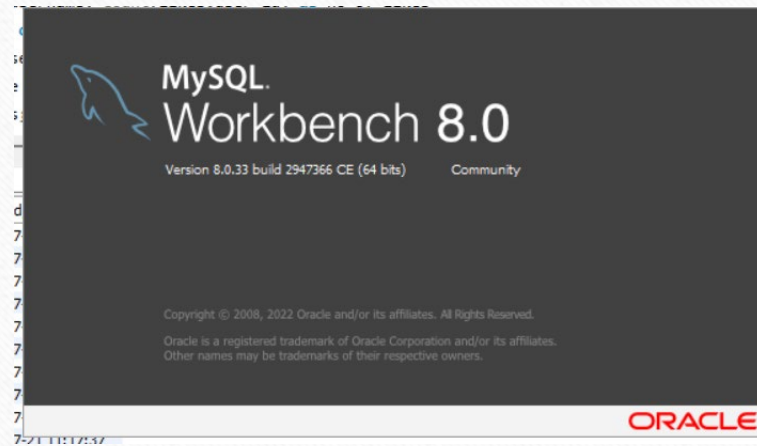 MySQL.
Workbench 8.0
Version 8.0.33 build 2947366 CE (64 bits) Community
Copyright © 2008, 2022 Oracle and/or its affiliates. All Rights Reserved.
Oracle is a registered trademark of Oracle Corporation and/or its affiliates.
Other names may be trademarks of their respective owners.
ORACLE